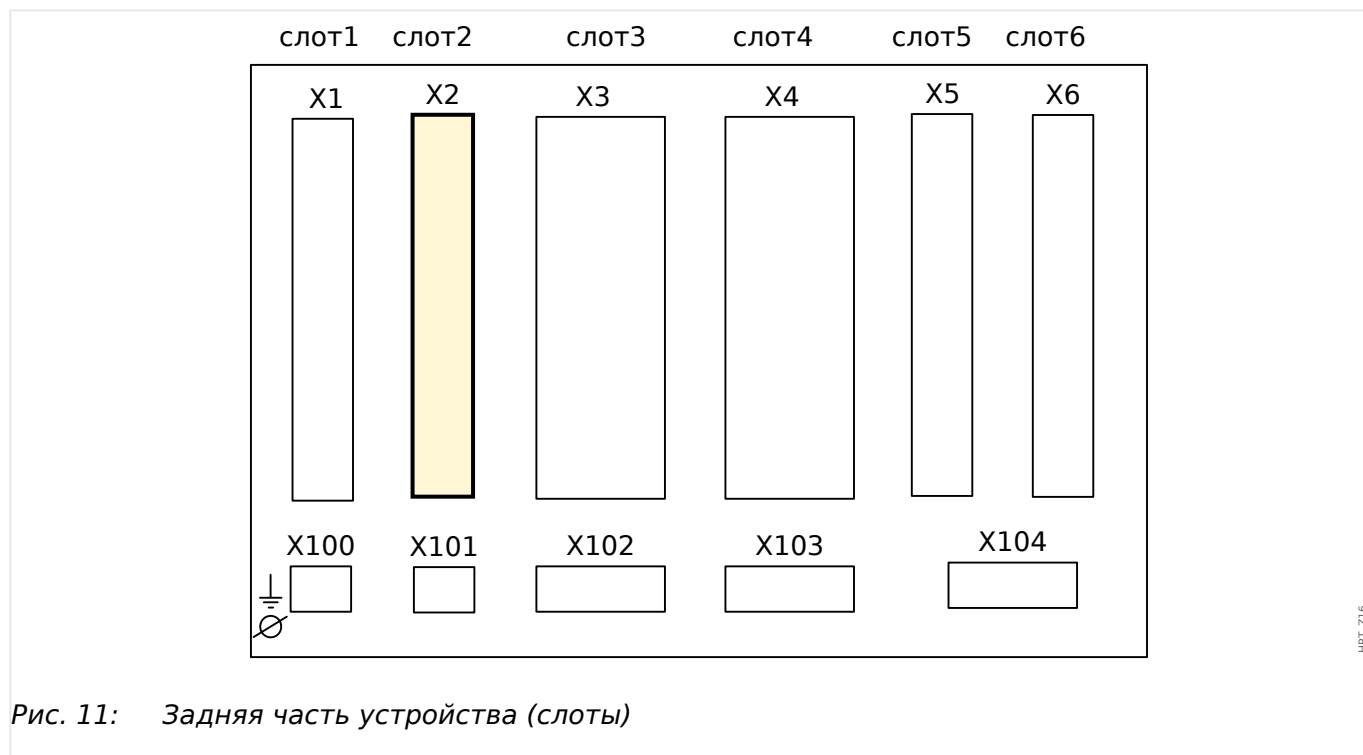 слот1 слот2 слот3 слот4 слот5 слот6
X1 X2 X3 X4 X5 X6
X100 X101 X102 X103 X104
Рис. 11: Задняя часть устройства (слоты)